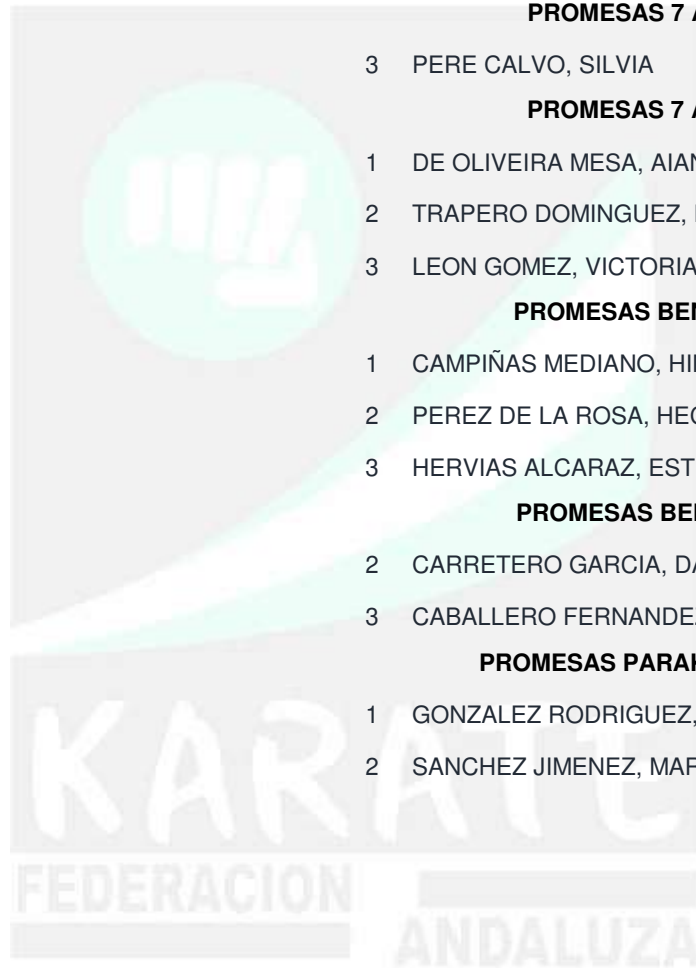 PROMESAS 7
3 PERE CALVO, SILVIA
PROMESAS 7
1 DE OLIVEIRA MESA,
2 TRAPERO DOMINGUEZ,
3 LEON GOMEZ, VICTORIA
PROMESAS
1 CAMPIÑAS MEDIANO,
2 PEREZ DE LA ROSA,
3 HERVIAS ALCARAZ,
PROMESAS
2 CARRETERO GARCIA,
3 CABALLERO
PROMESAS
1 GONZALEZ RODRIGUEZ,
2 SANCHEZ JIMENEZ,
KARATE
FEDERACION
ANDALUZA